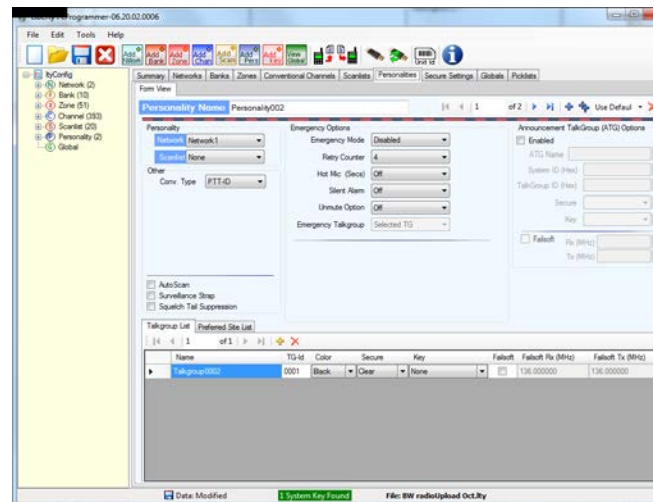 Liberty PC Programmer-06.20.02.0006
File Edit Tools Help
Add Bank Add Zone Add Chan Add Scan Add Pers Add Key View Global Unit Id
Summary Networks Banks Zones Conventional Channels Scanlists Personalities Secure Settings Globals Picklists
Form View
ltyConfig
Network (2)
Bank (10)
Zone (51)
Channel (393)
Scanlist (20)
Personality (2)
Global
Personality Name Personality002
1 of 2 Use Defaul
Personality
Network Network1
Scanlist None
Other
Conv. Type PTT-ID
AutoScan
Surveillance Strap
Squelch Tail Suppression
Emergency Options
Emergency Mode Disabled
Retry Counter 4
Hot Mic (Secs) Off
Silent Alarm Off
Unmute Option Off
Emergency Talkgroup Selected TG
Announcement TalkGroup (ATG) Options
Enabled
ATG Name
System ID (Hex)
TalkGroup ID (Hex)
Secure
Key
Failsoft Rx (MHz)
Tx (MHz)
Talkgroup List Preferred Site List
1 of 1
Name TG-Id Color Secure Key Failsoft Failsoft Rx (MHz) Failsoft Tx (MHz)
Talkgroup0002 0001 Black Clear None 136.000000 136.000000
Data: Modified 1 System Key Found File: BW radioUpload Oct.lty